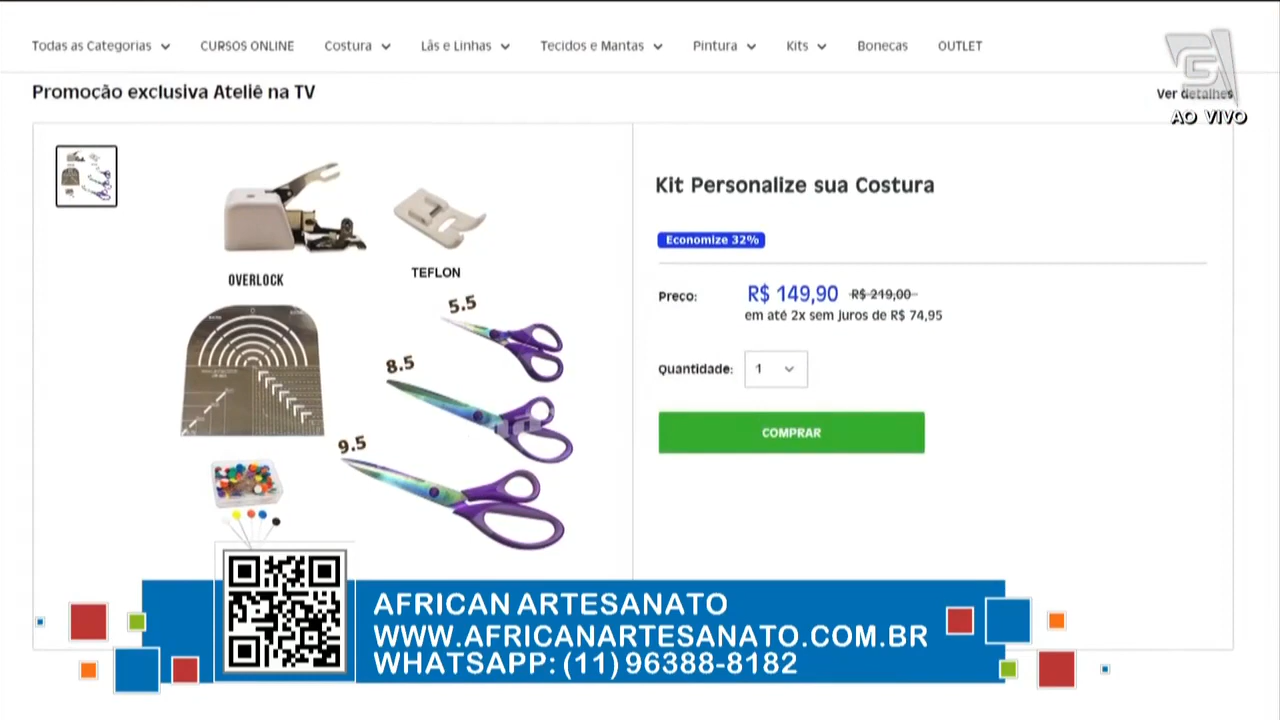 Todas as Categorias
CURSOS ONLINE
Costura
Lãs e Linhas
Tecidos e Mantas
Pintura
Kits
Bonecas
OUTLET
Promoção exclusiva Ateliê na TV
Ver detalhes
AO VIVO
Kit Personalize sua Costura
Economize 32%
Preço: R$ 149,90 R$ 219,00
em até 2x sem juros de R$ 74,95
Quantidade: 1
COMPRAR
OVERLOCK
TEFLON
5.5
8.5
9.5
AFRICAN ARTESANATO
WWW.AFRICANARTESANATO.COM.BR
WHATSAPP: (11) 96388-8182